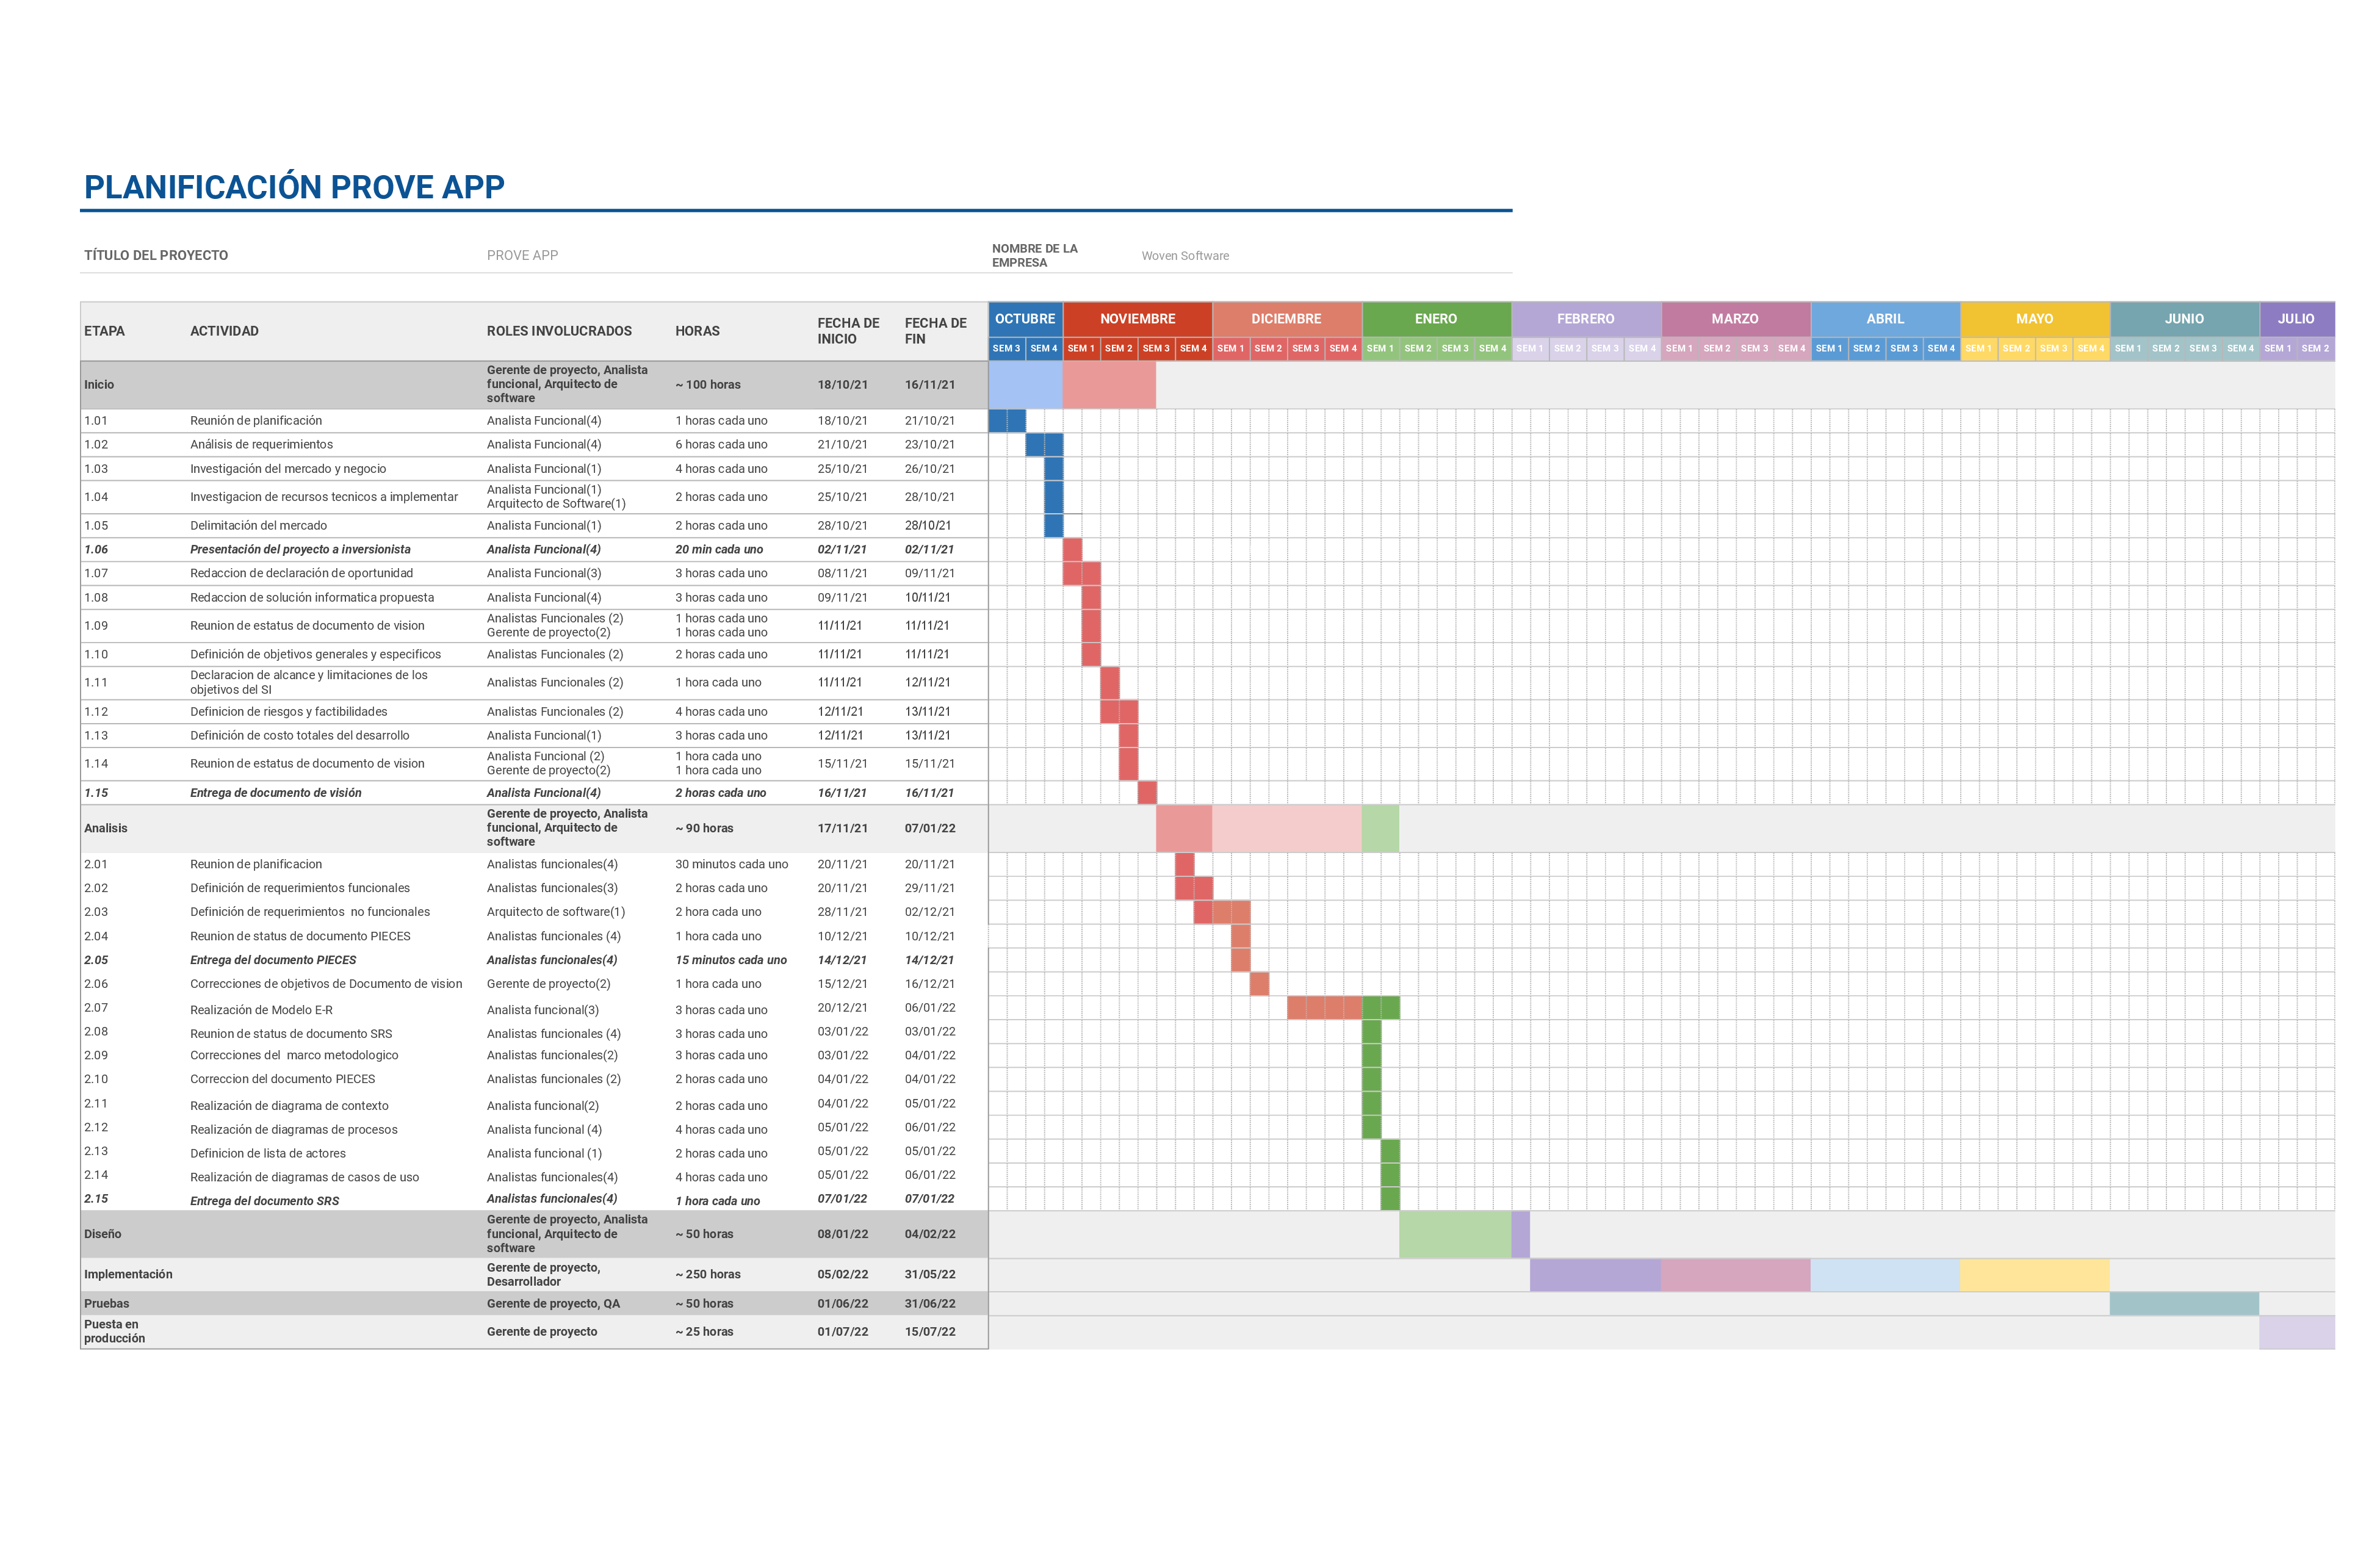 PLANIFICACIÓN PROVE APP
TÍTULO DEL PROYECTO PROVE APP NOMBRE DE LA EMPRESA Woven Software
ETAPA ACTIVIDAD ROLES INVOLUCRADOS HORAS FECHA DE INICIO FECHA DE FIN OCTUBRE NOVIEMBRE DICIEMBRE ENERO FEBRERO MARZO ABRIL MAYO JUNIO JULIO
SEM 3 SEM 4 SEM 1 SEM 2 SEM 3 SEM 4 SEM 1 SEM 2 SEM 3 SEM 4 SEM 1 SEM 2 SEM 3 SEM 4 SEM 1 SEM 2 SEM 3 SEM 4 SEM 1 SEM 2 SEM 3 SEM 4 SEM 1 SEM 2 SEM 3 SEM 4 SEM 1 SEM 2 SEM 3 SEM 4 SEM 1 SEM 2 SEM 3 SEM 4 SEM 1 SEM 2
Inicio Gerente de proyecto, Analista funcional, Arquitecto de software ~ 100 horas 18/10/21 16/11/21
1.01 Reunión de planificación Analista Funcional(4) 1 horas cada uno 18/10/21 21/10/21
1.02 Análisis de requerimientos Analista Funcional(4) 6 horas cada uno 21/10/21 23/10/21
1.03 Investigación del mercado y negocio Analista Funcional(1) 4 horas cada uno 25/10/21 26/10/21
1.04 Investigacion de recursos tecnicos a implementar Analista Funcional(1) Arquitecto de Software(1) 2 horas cada uno 25/10/21 28/10/21
1.05 Delimitación del mercado Analista Funcional(1) 2 horas cada uno 28/10/21 28/10/21
1.06 Presentación del proyecto a inversionista Analista Funcional(4) 20 min cada uno 02/11/21 02/11/21
1.07 Redaccion de declaración de oportunidad Analista Funcional(3) 3 horas cada uno 08/11/21 09/11/21
1.08 Redaccion de solución informatica propuesta Analista Funcional(4) 3 horas cada uno 09/11/21 10/11/21
1.09 Reunion de estatus de documento de vision Analistas Funcionales (2) Gerente de proyecto(2) 1 horas cada uno 1 horas cada uno 11/11/21 11/11/21
1.10 Definición de objetivos generales y especificos Analistas Funcionales (2) 2 horas cada uno 11/11/21 11/11/21
1.11 Declaracion de alcance y limitaciones de los objetivos del SI Analistas Funcionales (2) 1 hora cada uno 11/11/21 12/11/21
1.12 Definicion de riesgos y factibilidades Analistas Funcionales (2) 4 horas cada uno 12/11/21 13/11/21
1.13 Definición de costo totales del desarrollo Analista Funcional(1) 3 horas cada uno 12/11/21 13/11/21
1.14 Reunion de estatus de documento de vision Analista Funcional (2) Gerente de proyecto(2) 1 hora cada uno 1 hora cada uno 15/11/21 15/11/21
1.15 Entrega de documento de visión Analista Funcional(4) 2 horas cada uno 16/11/21 16/11/21
Analisis Gerente de proyecto, Analista funcional, Arquitecto de software ~ 90 horas 17/11/21 07/01/22
2.01 Reunion de planificacion Analistas funcionales(4) 30 minutos cada uno 20/11/21 20/11/21
2.02 Definición de requerimientos funcionales Analistas funcionales(3) 2 horas cada uno 20/11/21 29/11/21
2.03 Definición de requerimientos no funcionales Arquitecto de software(1) 2 hora cada uno 28/11/21 02/12/21
2.04 Reunion de status de documento PIECES Analistas funcionales (4) 1 hora cada uno 10/12/21 10/12/21
2.05 Entrega del documento PIECES Analistas funcionales(4) 15 minutos cada uno 14/12/21 14/12/21
2.06 Correcciones de objetivos de Documento de vision Gerente de proyecto(2) 1 hora cada uno 15/12/21 16/12/21
2.07 Realización de Modelo E-R Analista funcional(3) 3 horas cada uno 20/12/21 06/01/22
2.08 Reunion de status de documento SRS Analistas funcionales (4) 3 horas cada uno 03/01/22 03/01/22
2.09 Correcciones del marco metodologico Analistas funcionales(2) 3 horas cada uno 03/01/22 04/01/22
2.10 Correccion del documento PIECES Analistas funcionales (2) 2 horas cada uno 04/01/22 04/01/22
2.11 Realización de diagrama de contexto Analista funcional(2) 2 horas cada uno 04/01/22 05/01/22
2.12 Realización de diagramas de procesos Analista funcional (4) 4 horas cada uno 05/01/22 06/01/22
2.13 Definicion de lista de actores Analista funcional (1) 2 horas cada uno 05/01/22 05/01/22
2.14 Realización de diagramas de casos de uso Analistas funcionales(4) 4 horas cada uno 05/01/22 06/01/22
2.15 Entrega del documento SRS Analistas funcionales(4) 1 hora cada uno 07/01/22 07/01/22
Diseño Gerente de proyecto, Analista funcional, Arquitecto de software ~ 50 horas 08/01/22 04/02/22
Implementación Gerente de proyecto, Desarrollador ~ 250 horas 05/02/22 31/05/22
Pruebas Gerente de proyecto, QA ~ 50 horas 01/06/22 31/06/22
Puesta en producción Gerente de proyecto ~ 25 horas 01/07/22 15/07/22